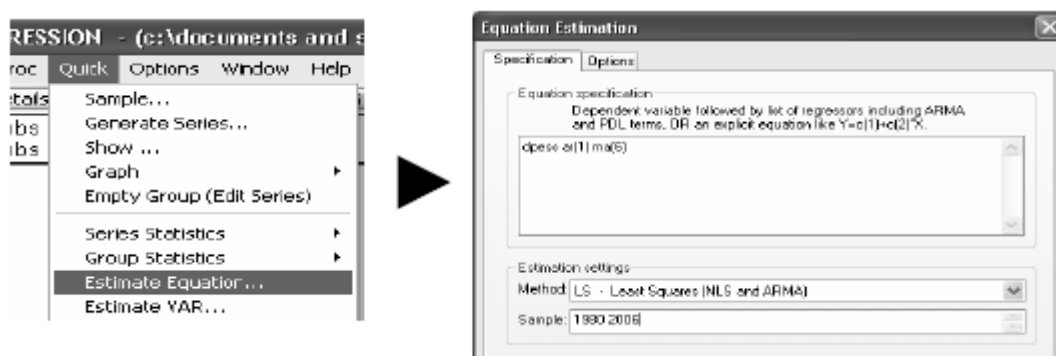 RESSION - (c:\documents and s
roc Quick Options Window Help
tails
Sample...
Generate Series...
Show ...
Graph
Empty Group (Edit Series)
Series Statistics
Group Statistics
Estimate Equation...
Estimate VAR...
ubs
ubs
Equation Estimation
Specification Options
Equation specification
Dependent variable followed by list of regressors including ARMA
and PDL terms, OR an explicit equation like Y=c(1)+c(2)*X.
dpese ar(1) ma(6)
Estimation settings
Method: LS - Least Squares (NLS and ARMA)
Sample: 1980 2006